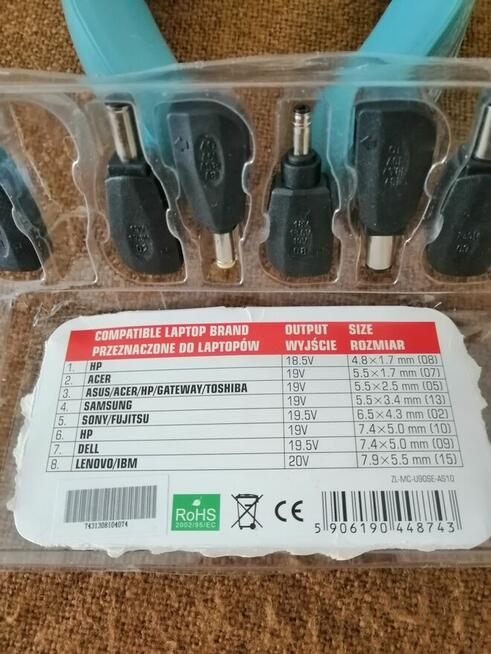 COMPATIBLE LAPTOP BRAND OUTPUT SIZE
PRZEZNACZONE DO LAPTOPÓW WYJŚCIE ROZMIAR
1. HP 18.5V 4.8×1.7 mm (08)
2. ACER 19V 5.5×1.7 mm (07)
3. ASUS/ACER/HP/GATEWAY/TOSHIBA 19V 5.5×2.5 mm (05)
4. SAMSUNG 19V 5.5×3.4 mm (13)
5. SONY/FUJITSU 19.5V 6.5×4.3 mm (02)
6. HP 19V 7.4×5.0 mm (10)
7. DELL 19.5V 7.4×5.0 mm (09)
8. LENOVO/IBM 20V 7.9×5.5 mm (15)
ZL-MC-U90SE-AS10
7431308104074
RoHS
2002/95/EC
CE
5 906190 448743